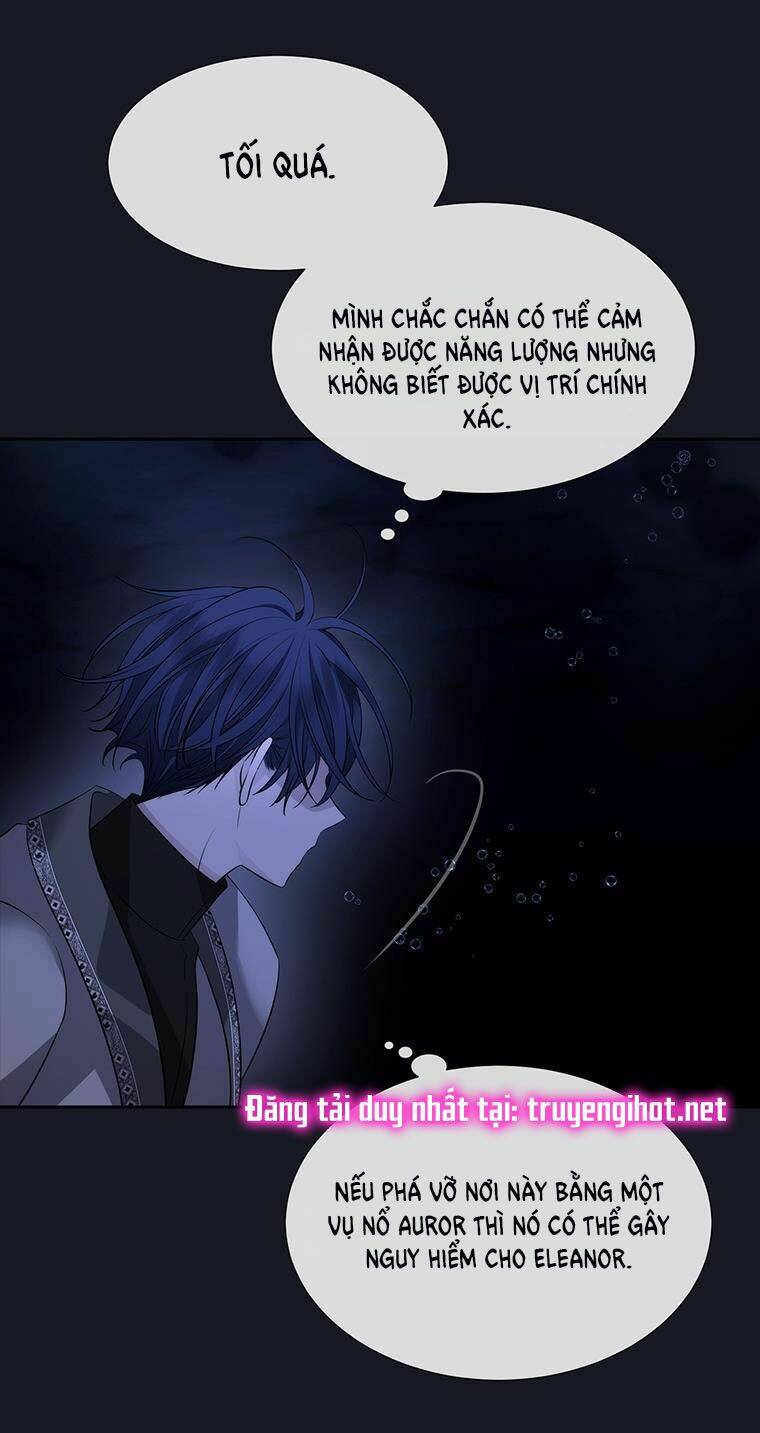 TỐI QUÁ.
MÌNH CHẮC CHẮN CÓ THỂ CẢM
NHẬN ĐƯỢC NĂNG LƯỢNG NHƯNG
KHÔNG BIẾT ĐƯỢC VỊ TRÍ CHÍNH
XÁC.
Đăng tải duy nhất tại: truyengihot.net
NẾU PHÁ VỠ NƠI NÀY BẰNG MỘT
VỤ NỔ AUROR THÌ NÓ CÓ THỂ GÂY
NGUY HIỂM CHO ELEANOR.